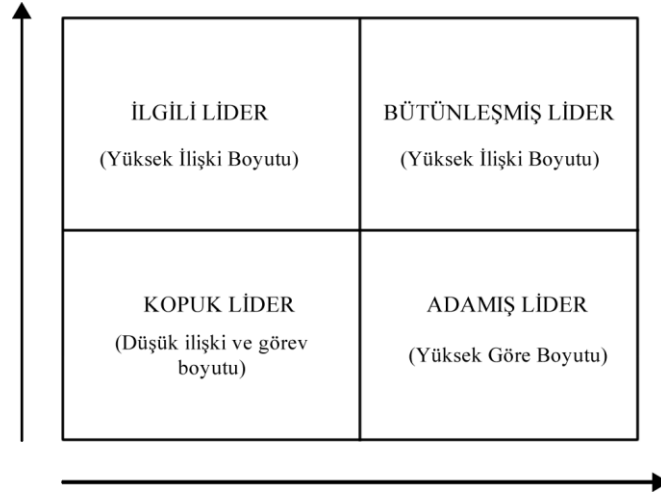 İLGİLİ LİDER
(Yüksek İlişki Boyutu)
BÜTÜNLEŞMİŞ LİDER
(Yüksek İlişki Boyutu)
KOPUK LİDER
(Düşük ilişki ve görev
boyutu)
ADAMIŞ LİDER
(Yüksek Göre Boyutu)